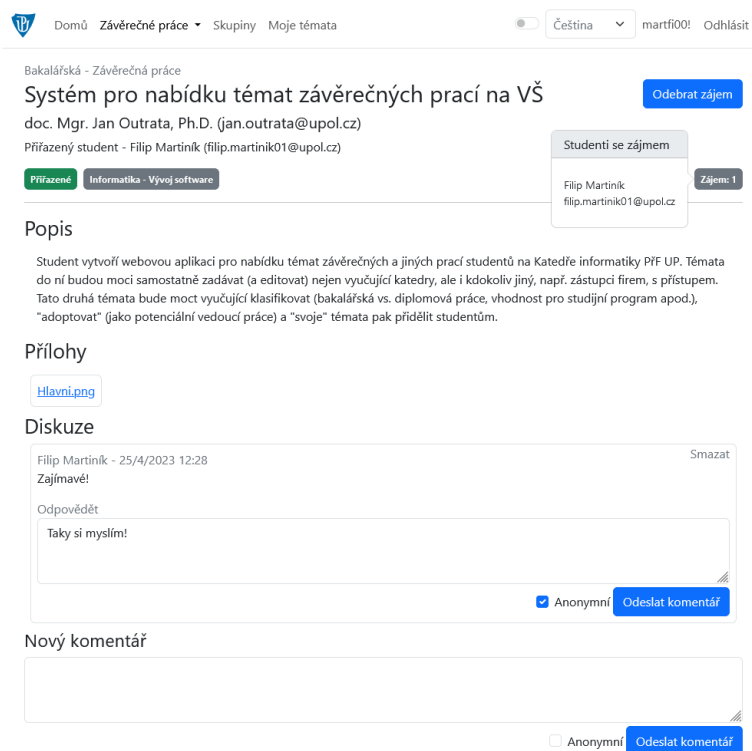 Domů Závěrečné práce Skupiny Moje témata Čeština martfi00! Odhlásit
Bakalářská - Závěrečná práce
Systém pro nabídku témat závěrečných prací na VŠ
Odebrat zájem
doc. Mgr. Jan Outrata, Ph.D. (jan.outrata@upol.cz)
Přiřazený student - Filip Martiník (filip.martinik01@upol.cz)
Studenti se zájmem
Filip Martiník
filip.martinik01@upol.cz
Přiřazené Informatika - Vývoj software Zájem: 1
Popis
Student vytvoří webovou aplikaci pro nabídku témat závěrečných a jiných prací studentů na Katedře informatiky PřF UP. Témata
do ní budou moci samostatně zadávat (a editovat) nejen vyučující katedry, ale i kdokoliv jiný, např. zástupci firem, s přístupem.
Tato druhá témata bude moct vyučující klasifikovat (bakalářská vs. diplomová práce, vhodnost pro studijní program apod.),
"adoptovat" (jako potenciální vedoucí práce) a "svoje" témata pak přidělit studentům.
Přílohy
Hlavni.png
Diskuze
Filip Martiník - 25/4/2023 12:28 Smazat
Zajímavé!
Odpovědět
Taky si myslím!
Anonymní Odeslat komentář
Nový komentář
Anonymní Odeslat komentář